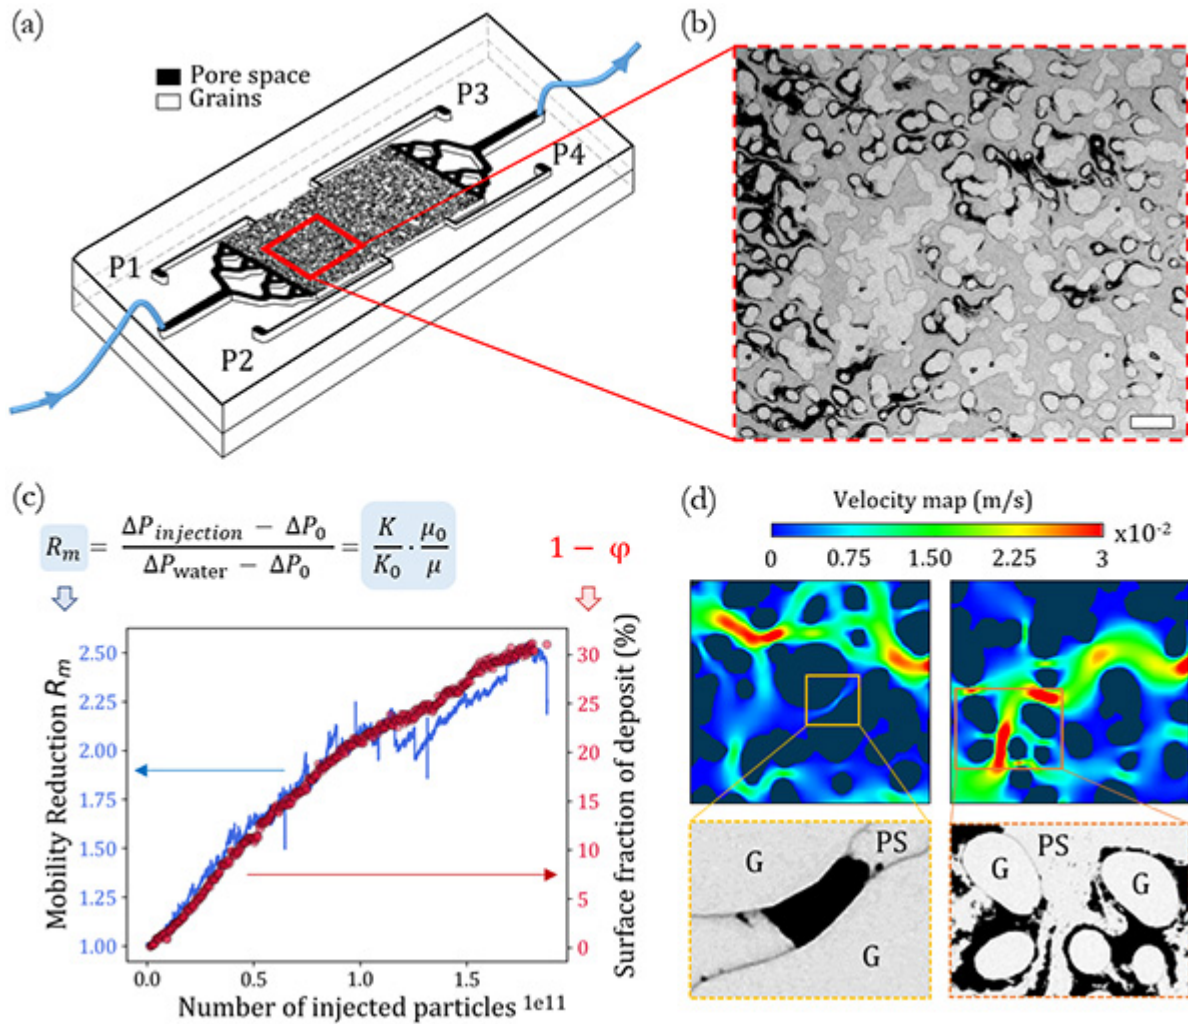 (a)
Pore space
Grains
P3
P4
P1
P2
(b)
(c)
R_m = (ΔP_injection − ΔP_0) / (ΔP_water − ΔP_0) = K/K_0 · μ_0/μ
1 − φ
Mobility Reduction R_m
2.50
2.25
2.00
1.75
1.50
1.25
1.00
0.0
0.5
1.0
1.5
Number of injected particles 1e11
30
25
20
15
10
5
0
Surface fraction of deposit (%)
(d)
Velocity map (m/s)
x10-2
0 0.75 1.50 2.25 3
G
PS
G
G
PS
G